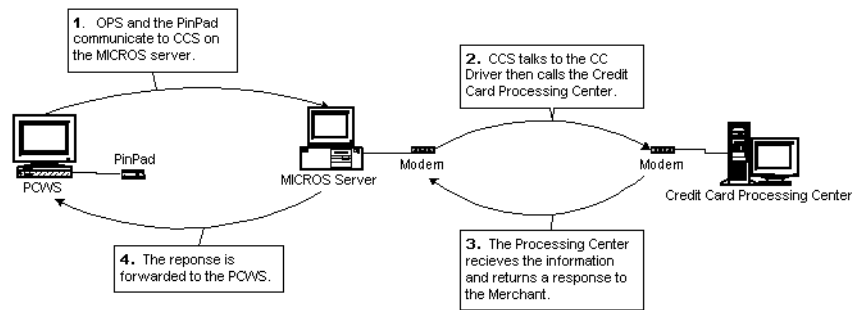 1. OPS and the PinPad
communicate to CCS on
the MICROS server.
2. CCS talks to the CC
Driver then calls the Credit
Card Processing Center.
PinPad
PCWS
MICROS Server
Modem
Modem
Credit Card Processing Center
4. The reponse is
forwarded to the PCWS.
3. The Processing Center
recieves the information
and returns a response to
the Merchant.